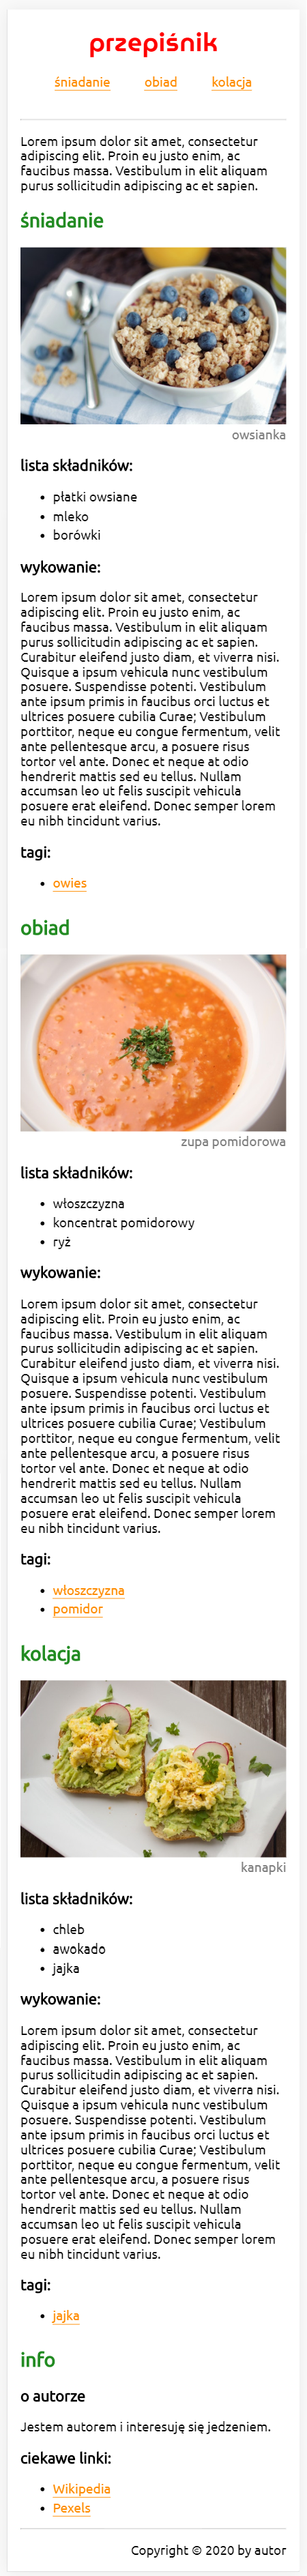 przepiśnik
śniadanie obiad kolacja
Lorem ipsum dolor sit amet, consectetur
adipiscing elit. Proin eu justo enim, ac
faucibus massa. Vestibulum in elit aliquam
purus sollicitudin adipiscing ac et sapien.
śniadanie
owsianka
lista składników:
• płatki owsiane
• mleko
• borówki
wykowanie:
Lorem ipsum dolor sit amet, consectetur
adipiscing elit. Proin eu justo enim, ac
faucibus massa. Vestibulum in elit aliquam
purus sollicitudin adipiscing ac et sapien.
Curabitur eleifend justo diam, et viverra nisi.
Quisque a ipsum vehicula nunc vestibulum
posuere. Suspendisse potenti. Vestibulum
ante ipsum primis in faucibus orci luctus et
ultrices posuere cubilia Curae; Vestibulum
porttitor, neque eu congue fermentum, velit
ante pellentesque arcu, a posuere risus
tortor vel ante. Donec et neque at odio
hendrerit mattis sed eu tellus. Nullam
accumsan leo ut felis suscipit vehicula
posuere erat eleifend. Donec semper lorem
eu nibh tincidunt varius.
tagi:
• owies
obiad
zupa pomidorowa
lista składników:
• włoszczyzna
• koncentrat pomidorowy
• ryż
wykowanie:
Lorem ipsum dolor sit amet, consectetur
adipiscing elit. Proin eu justo enim, ac
faucibus massa. Vestibulum in elit aliquam
purus sollicitudin adipiscing ac et sapien.
Curabitur eleifend justo diam, et viverra nisi.
Quisque a ipsum vehicula nunc vestibulum
posuere. Suspendisse potenti. Vestibulum
ante ipsum primis in faucibus orci luctus et
ultrices posuere cubilia Curae; Vestibulum
porttitor, neque eu congue fermentum, velit
ante pellentesque arcu, a posuere risus
tortor vel ante. Donec et neque at odio
hendrerit mattis sed eu tellus. Nullam
accumsan leo ut felis suscipit vehicula
posuere erat eleifend. Donec semper lorem
eu nibh tincidunt varius.
tagi:
• włoszczyzna
• pomidor
kolacja
kanapki
lista składników:
• chleb
• awokado
• jajka
wykowanie:
Lorem ipsum dolor sit amet, consectetur
adipiscing elit. Proin eu justo enim, ac
faucibus massa. Vestibulum in elit aliquam
purus sollicitudin adipiscing ac et sapien.
Curabitur eleifend justo diam, et viverra nisi.
Quisque a ipsum vehicula nunc vestibulum
posuere. Suspendisse potenti. Vestibulum
ante ipsum primis in faucibus orci luctus et
ultrices posuere cubilia Curae; Vestibulum
porttitor, neque eu congue fermentum, velit
ante pellentesque arcu, a posuere risus
tortor vel ante. Donec et neque at odio
hendrerit mattis sed eu tellus. Nullam
accumsan leo ut felis suscipit vehicula
posuere erat eleifend. Donec semper lorem
eu nibh tincidunt varius.
tagi:
• jajka
info
o autorze
Jestem autorem i interesuję się jedzeniem.
ciekawe linki:
• Wikipedia
• Pexels
Copyright © 2020 by autor